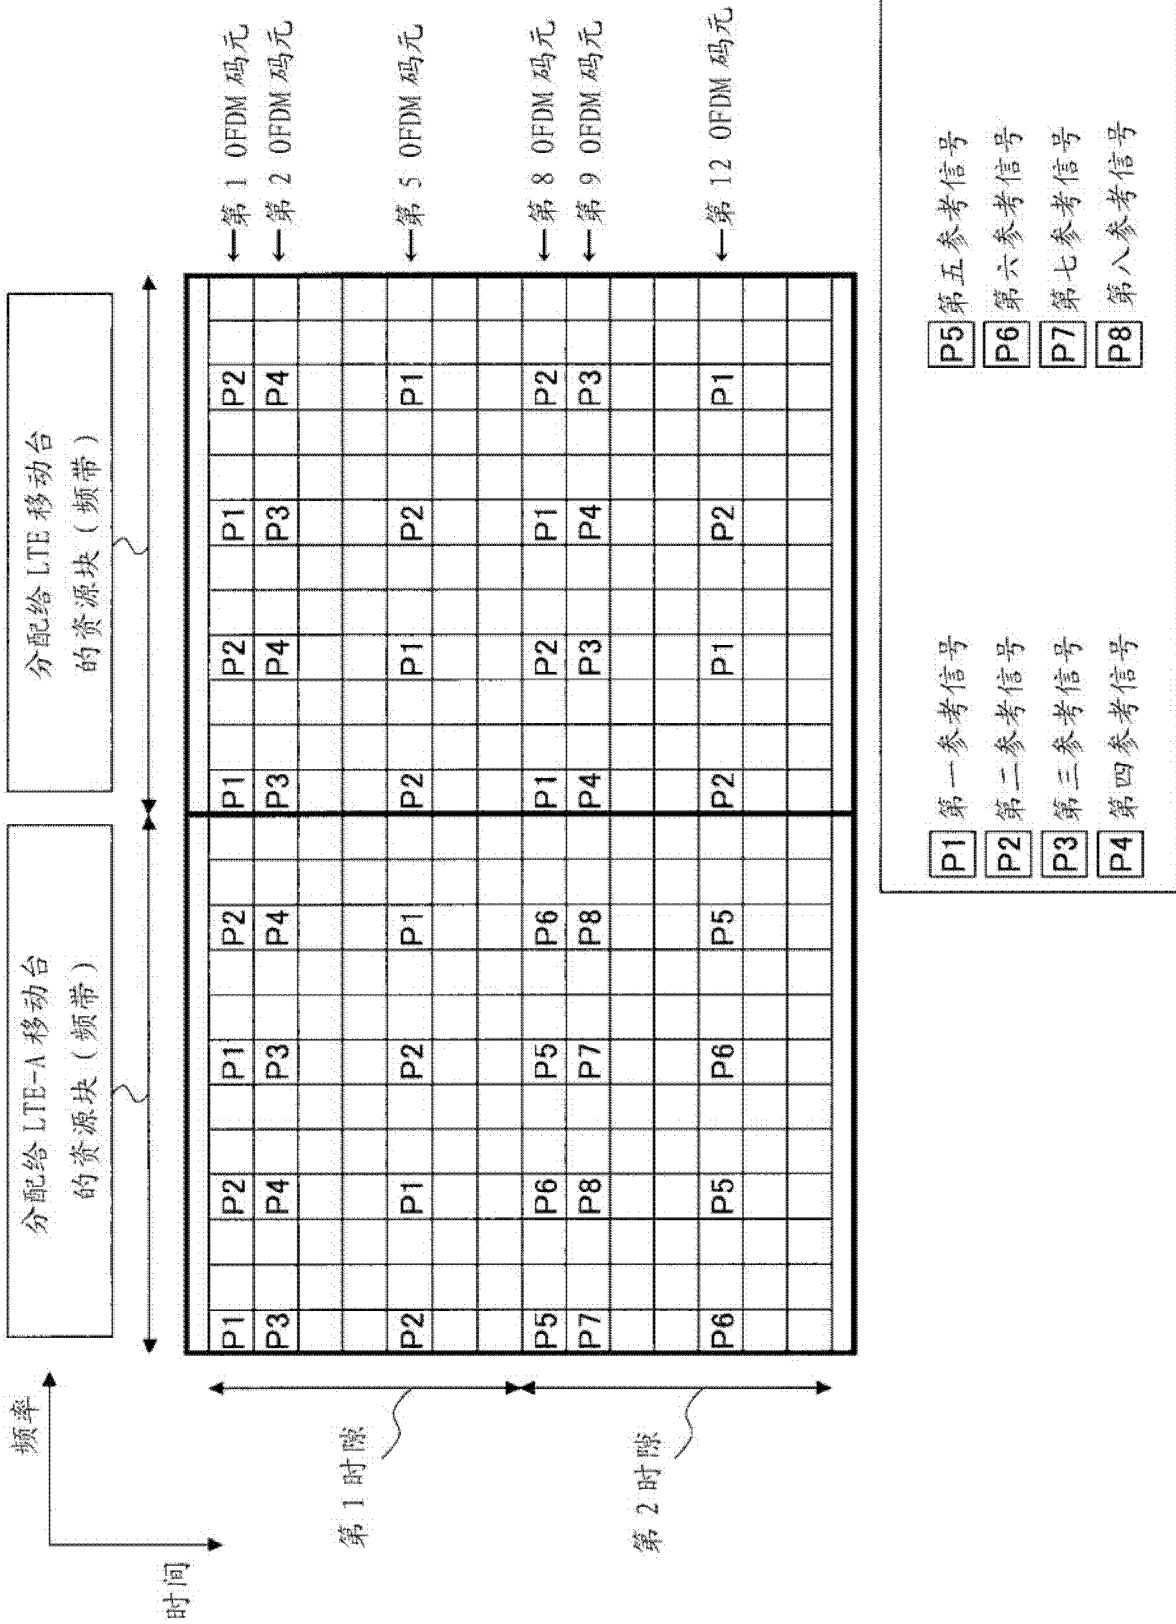 频率
时间
分配给 LTE-A 移动台
的资源块（频带）
分配给 LTE 移动台
的资源块（频带）
P1 P2 P1 P2 P1 P2 P1 P2 第 1 OFDM 码元
P3 P4 P3 P4 P3 P4 P3 P4 第 2 OFDM 码元
第 1 时隙
P2 P1 P2 P1 P2 P1 P2 P1 第 5 OFDM 码元
P5 P6 P5 P6 P1 P2 P1 P2 第 8 OFDM 码元
P7 P8 P7 P8 P4 P3 P4 P3 第 9 OFDM 码元
第 2 时隙
P6 P5 P6 P5 P2 P1 P2 P1 第 12 OFDM 码元
P1 第一参考信号
P2 第二参考信号
P3 第三参考信号
P4 第四参考信号
P5 第五参考信号
P6 第六参考信号
P7 第七参考信号
P8 第八参考信号